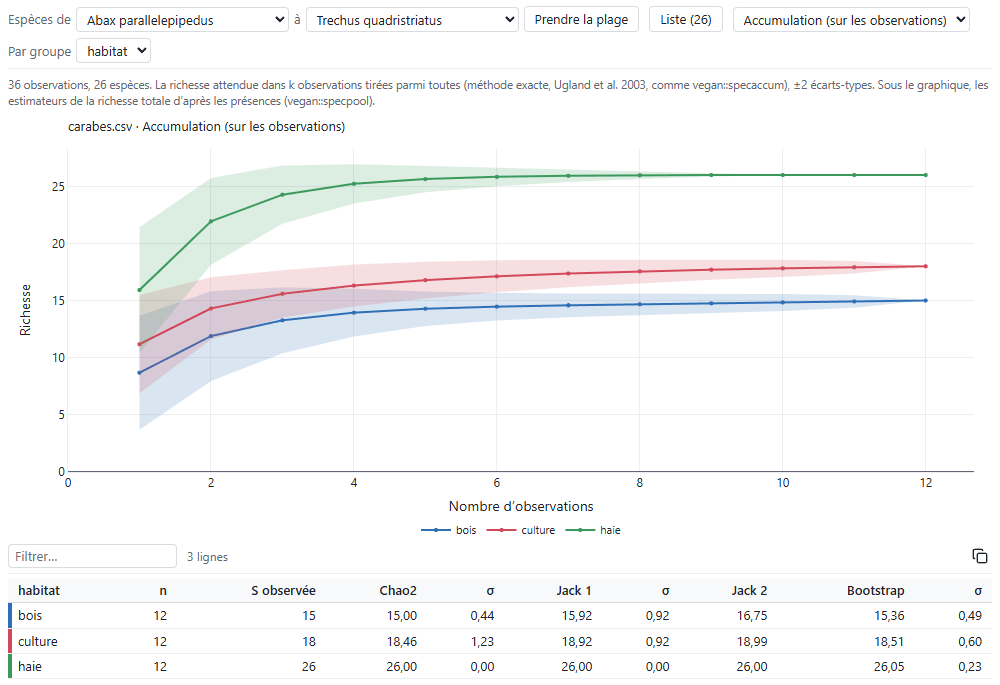 Espèces de Abax parallelepipedus à Trechus quadristriatus Prendre la plage Liste (26) Accumulation (sur les observations)
Par groupe habitat
36 observations, 26 espèces. La richesse attendue dans k observations tirées parmi toutes (méthode exacte, Ugland et al. 2003, comme vegan::specaccum), ±2 écarts-types. Sous le graphique, les
estimateurs de la richesse totale d’après les présences (vegan::specpool).
carabes.csv · Accumulation (sur les observations)
25
20
15
10
5
0
Richesse
0 2 4 6 8 10 12
Nombre d’observations
bois culture haie
Filtrer... 3 lignes
habitat n S observée Chao2 σ Jack 1 σ Jack 2 Bootstrap σ
bois 12 15 15,00 0,44 15,92 0,92 16,75 15,36 0,49
culture 12 18 18,46 1,23 18,92 0,92 18,99 18,51 0,60
haie 12 26 26,00 0,00 26,00 0,00 26,00 26,05 0,23